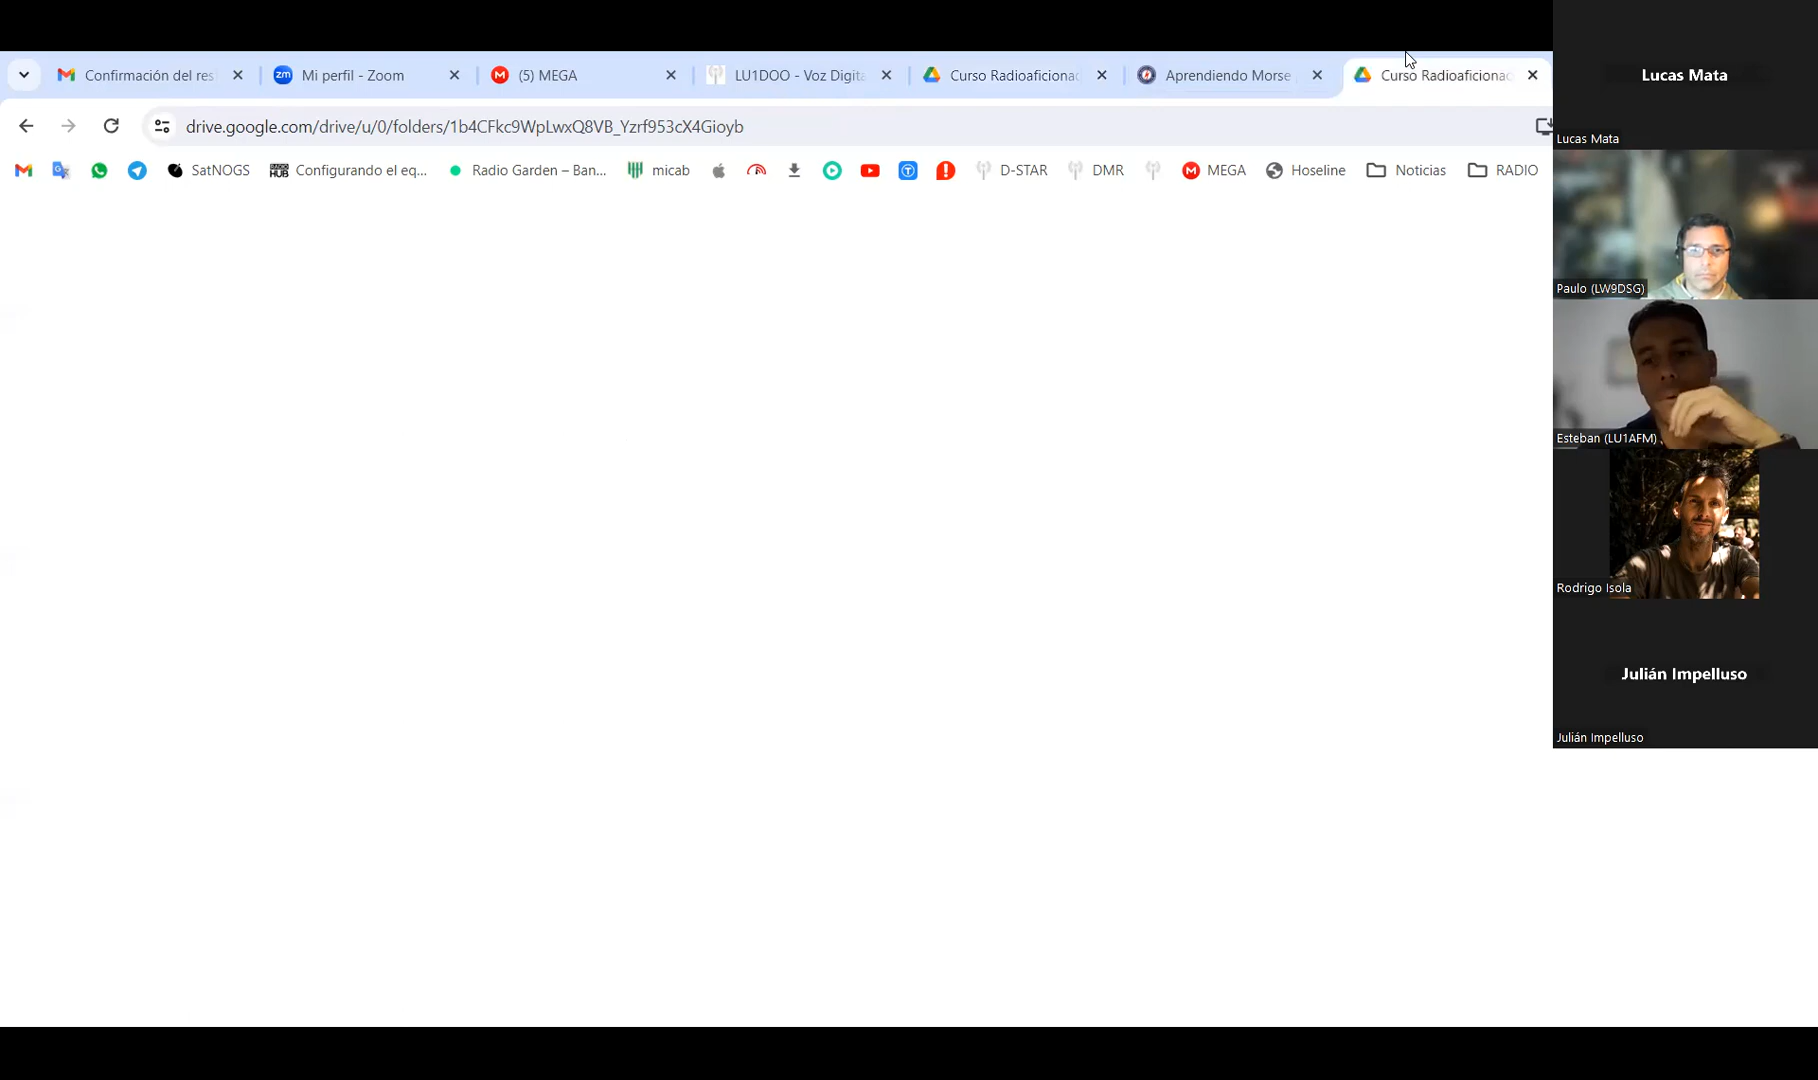 Confirmación del res
Mi perfil - Zoom
(5) MEGA
LU1DOO - Voz Digita
Curso Radioaficionad
Aprendiendo Morse
Curso Radioaficionad
drive.google.com/drive/u/0/folders/1b4CFkc9WpLwxQ8VB_Yzrf953cX4Gioyb
SatNOGS
Configurando el eq...
Radio Garden – Ban...
micab
D-STAR
DMR
MEGA
Hoseline
Noticias
RADIO
Lucas Mata
Lucas Mata
Paulo (LW9DSG)
Esteban (LU1AFM)
Rodrigo Isola
Julián Impelluso
Julián Impelluso